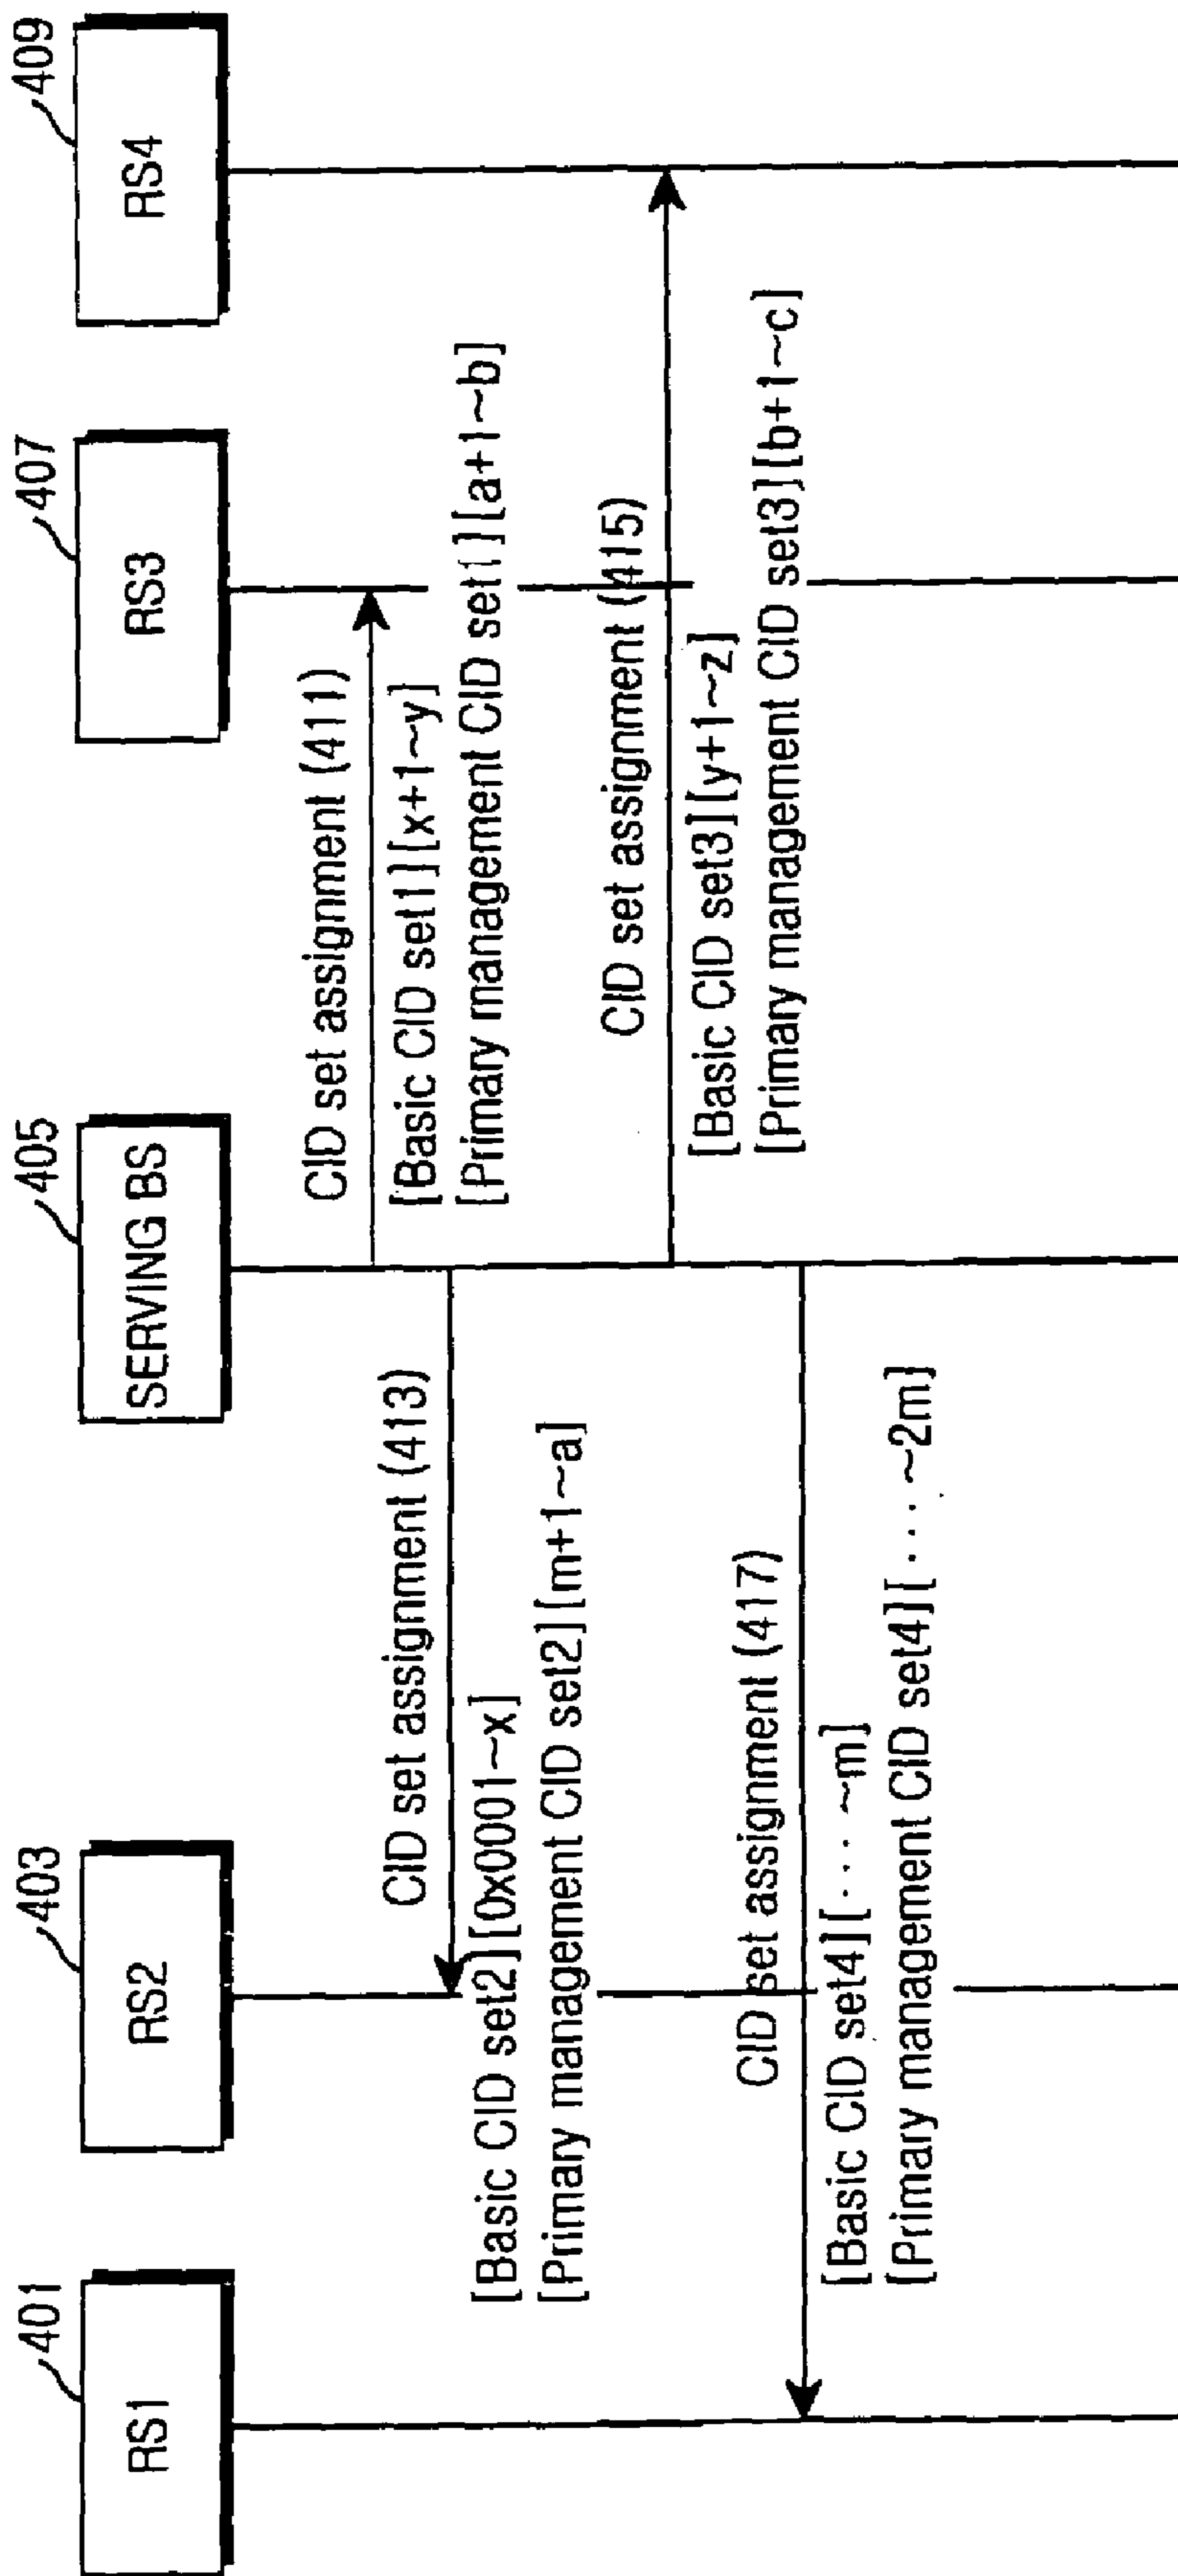 401
RS1
403
RS2
405
SERVING BS
407
RS3
409
RS4
CID set assignment (411)
[Basic CID set1][x+1~y]
[Primary management CID set1][a+1~b]
CID set assignment (413)
[Basic CID set2][0x0001~x]
[Primary management CID set2][m+1~a]
CID set assignment (415)
[Basic CID set3][y+1~z]
[Primary management CID set3][b+1~c]
CID set assignment (417)
[Basic CID set4][··· ~m]
[Primary management CID set4][··· ~2m]